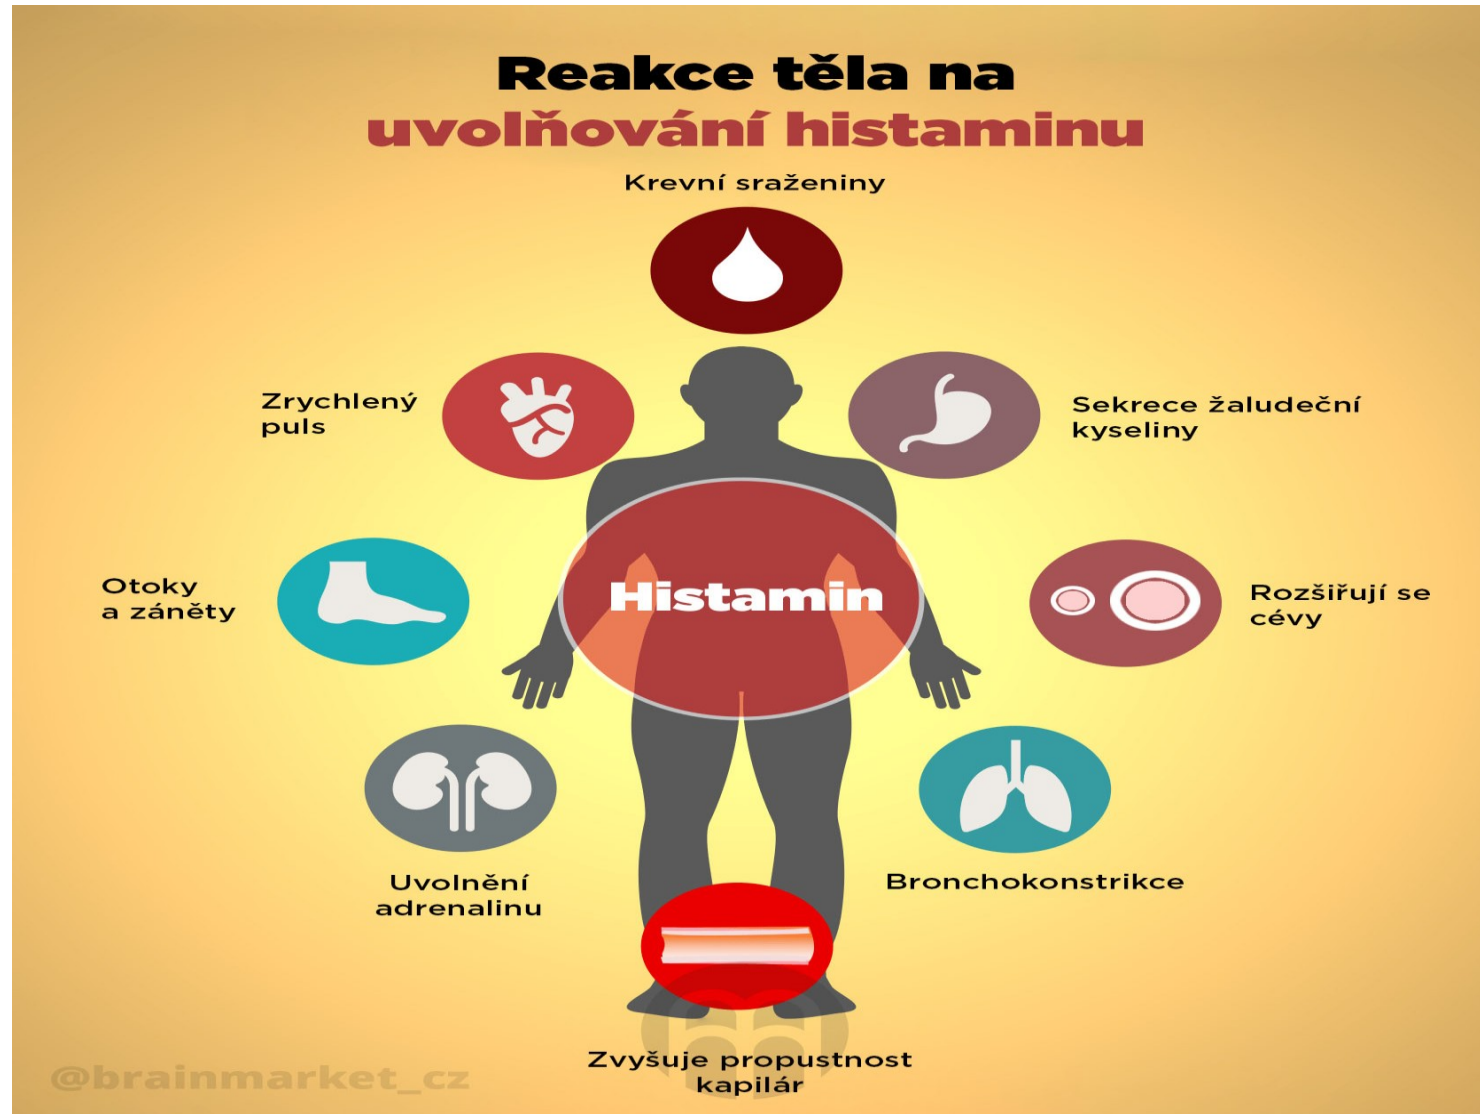 Reakce těla na
uvolňování histaminu
Krevní sraženiny
Zrychlený
puls
Sekrece žaludeční
kyseliny
Otoky
a záněty
Histamin
Rozšiřují se
cévy
Uvolnění
adrenalinu
Bronchokonstrikce
Zvyšuje propustnost
kapilár
@brainmarket_cz